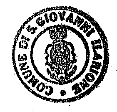 COMUNE DI S. GIOVANNI ILARIONE